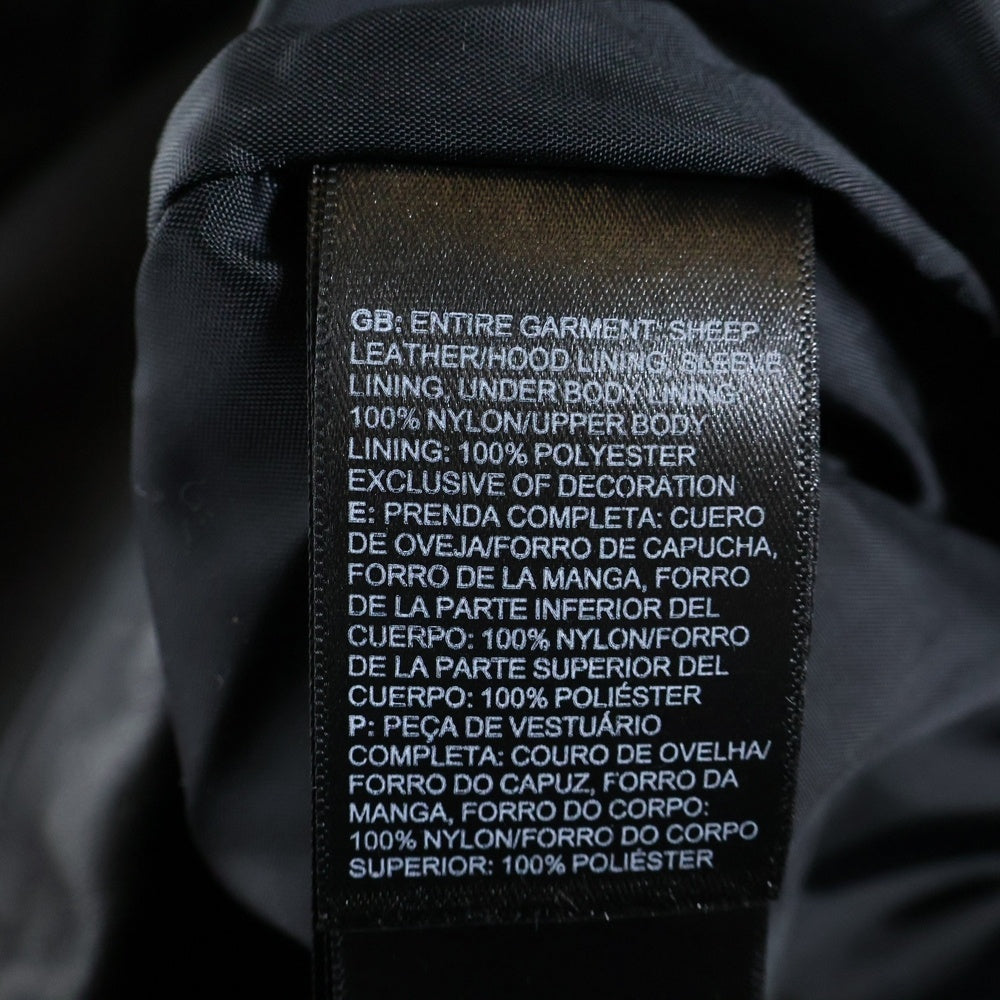 GB: ENTIRE GARMENT: SHEEP
LEATHER/HOOD LINING, SLEEVE
LINING, UNDER BODY LINING:
100% NYLON/UPPER BODY
LINING: 100% POLYESTER
EXCLUSIVE OF DECORATION
E: PRENDA COMPLETA: CUERO
DE OVEJA/FORRO DE CAPUCHA,
FORRO DE LA MANGA, FORRO
DE LA PARTE INFERIOR DEL
CUERPO: 100% NYLON/FORRO
DE LA PARTE SUPERIOR DEL
CUERPO: 100% POLIÉSTER
P: PEÇA DE VESTUÁRIO
COMPLETA: COURO DE OVELHA/
FORRO DO CAPUZ, FORRO DA
MANGA, FORRO DO CORPO:
100% NYLON/FORRO DO CORPO
SUPERIOR: 100% POLIÉSTER